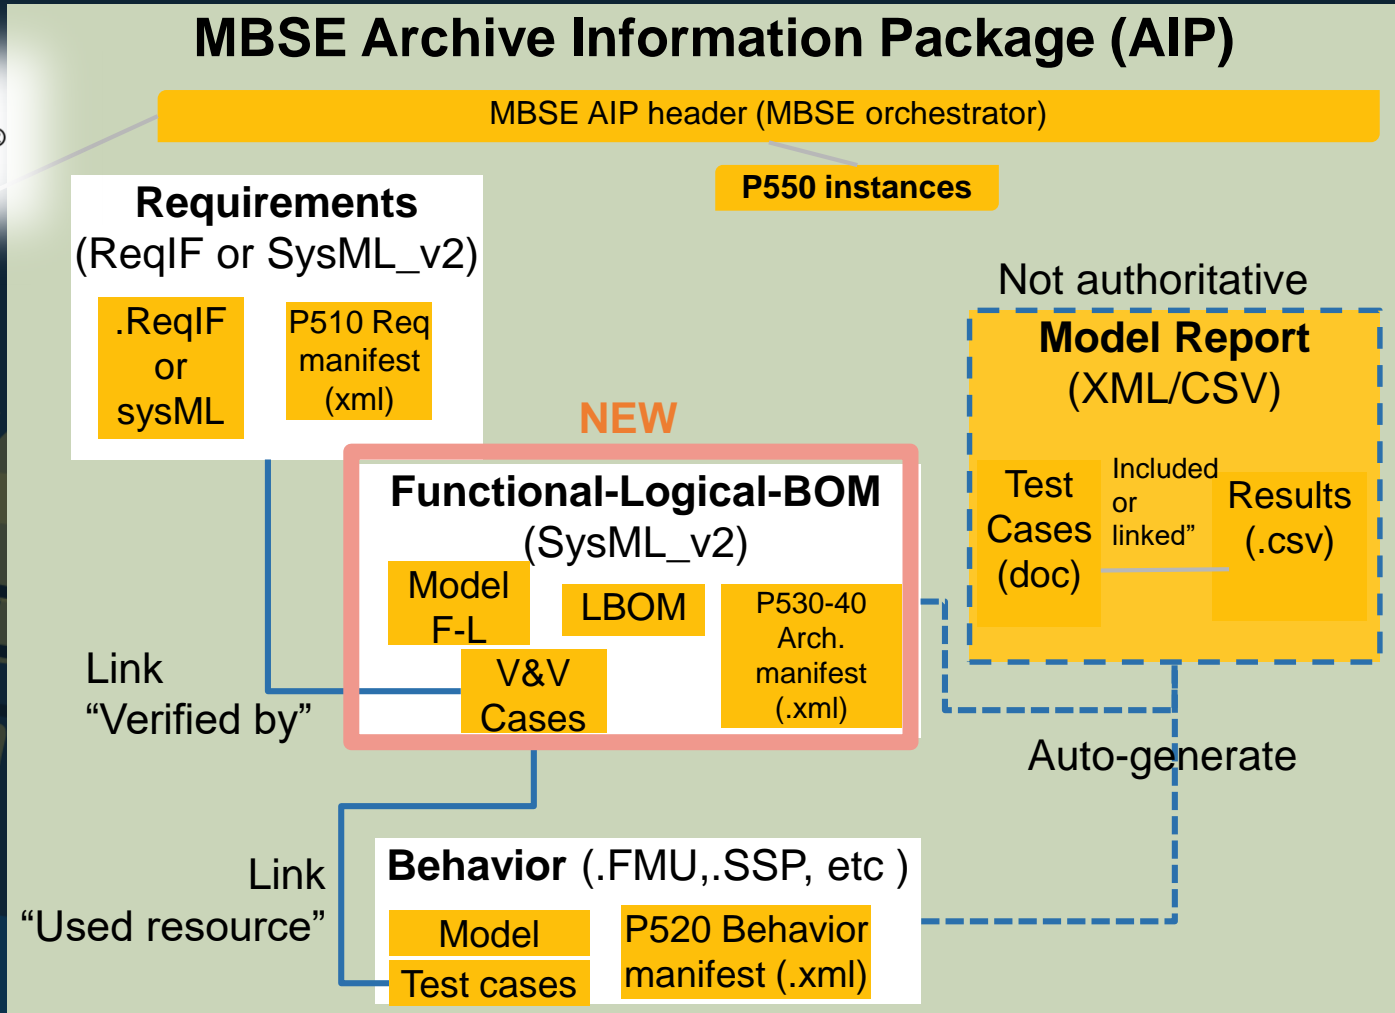 MBSE Archive Information Package (AIP)
MBSE AIP header (MBSE orchestrator)
P550 instances
Requirements
(ReqIF or SysML_v2)
.ReqIF
or
sysML
P510 Req
manifest
(xml)
Not authoritative
Model Report
(XML/CSV)
Test
Cases
(doc)
Included
or
linked”
Results
(.csv)
NEW
Functional-Logical-BOM
(SysML_v2)
Model
F-L
LBOM
P530-40
Arch.
manifest
(.xml)
V&V
Cases
Link
“Verified by”
Auto-generate
Link
“Used resource”
Behavior (.FMU,.SSP, etc )
Model
Test cases
P520 Behavior
manifest (.xml)